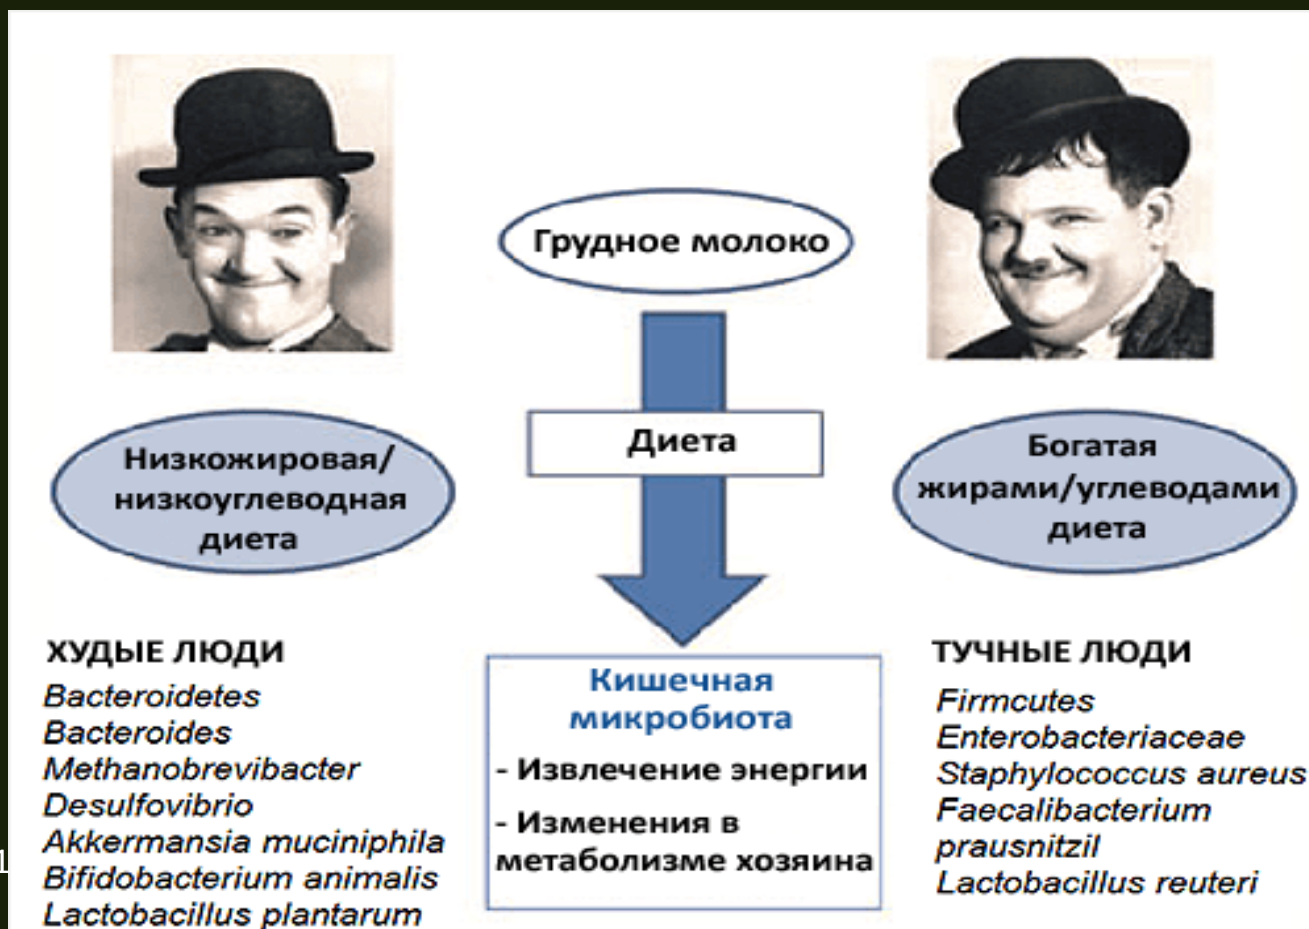 Грудное молоко
Диета
Низкожировая/
низкоуглеводная
диета
Богатая
жирами/углеводами
диета
ХУДЫЕ ЛЮДИ
Bacteroidetes
Bacteroides
Methanobrevibacter
Desulfovibrio
Akkermansia muciniphila
Bifidobacterium animalis
Lactobacillus plantarum
Кишечная
микробиота
- Извлечение энергии
- Изменения в
метаболизме хозяина
ТУЧНЫЕ ЛЮДИ
Firmcutes
Enterobacteriaceae
Staphylococcus aureus
Faecalibacterium
prausnitzil
Lactobacillus reuteri
1